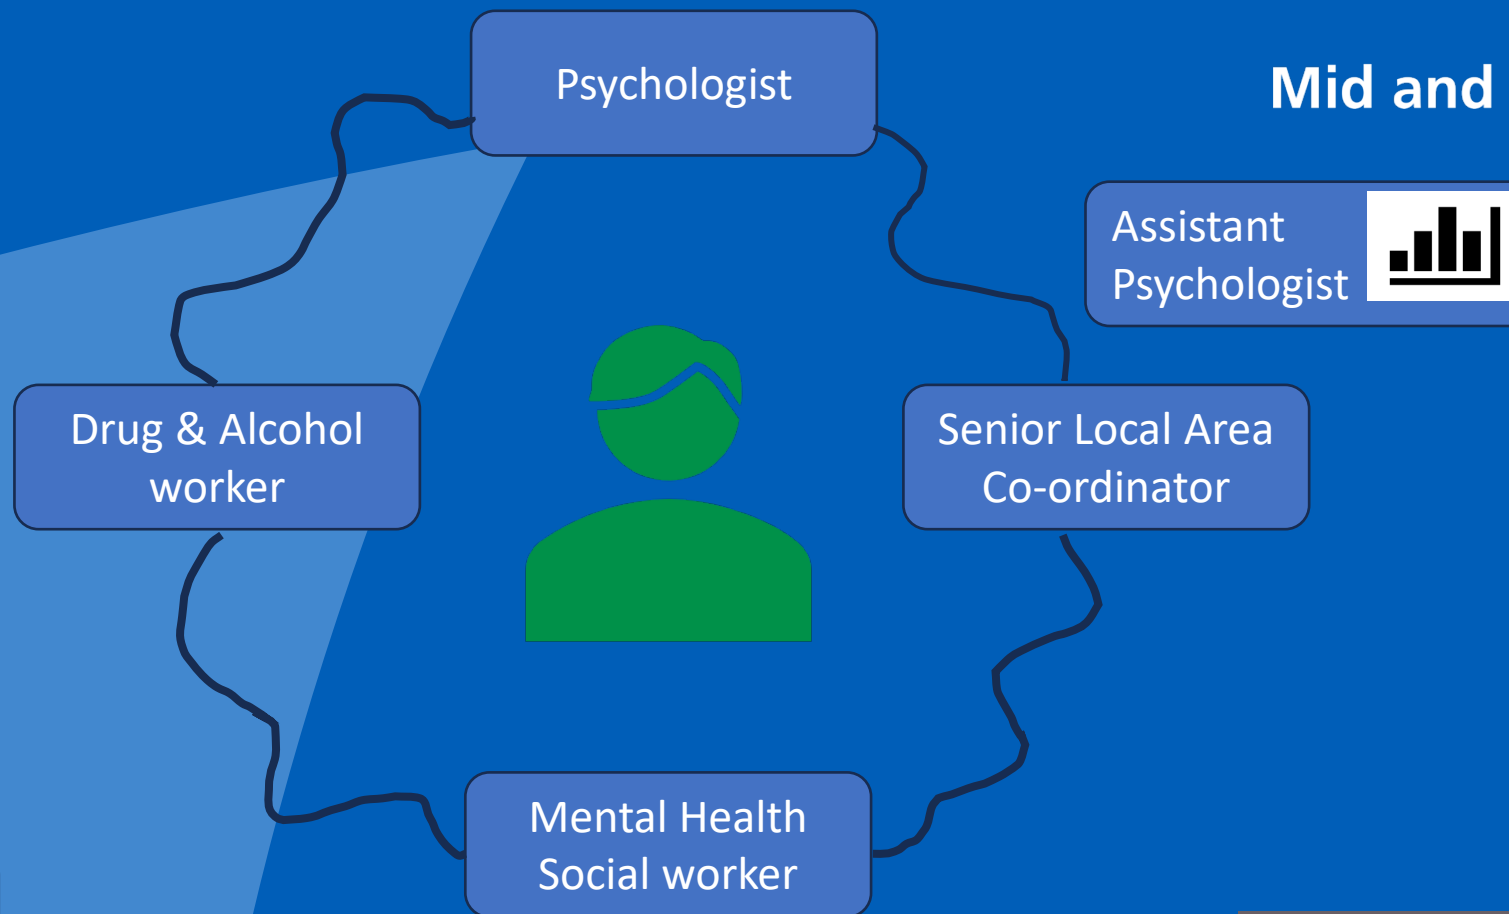 Psychologist
Mid and
Assistant
Psychologist
Drug & Alcohol
worker
Senior Local Area
Co-ordinator
Mental Health
Social worker